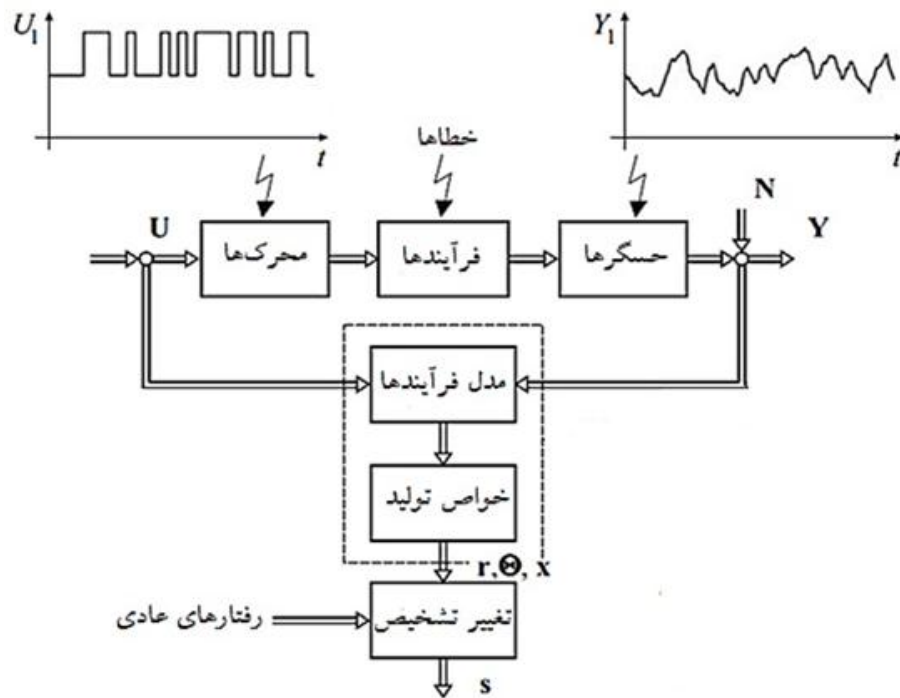 U1
Y1
t
t
خطاها
U
N
Y
محرک‌ها
فرآیندها
حسگرها
مدل فرآیندها
خواص تولید
r,Θ, x
رفتارهای عادی
تغییر تشخیص
s